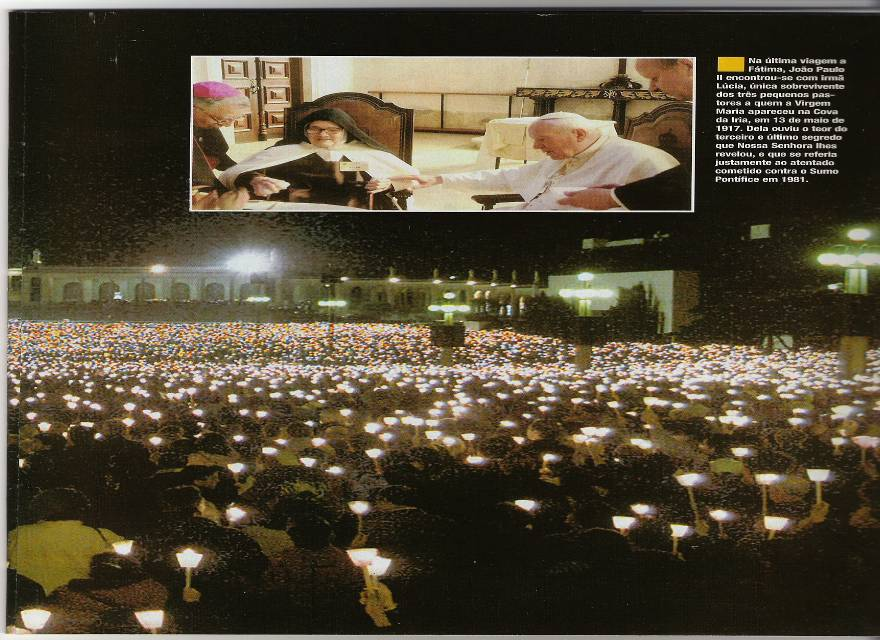 Na última viagem a
Fátima, João Paulo
II encontrou-se com irmã
Lúcia, única sobrevivente
dos três pequenos pas-
tores a quem a Virgem
Maria apareceu na Cova
da Iria, em 13 de maio de
1917. Dela ouviu o teor do
terceiro e último segredo
que Nossa Senhora lhes
revelou, e que se referia
justamente ao atentado
cometido contra o Sumo
Pontífice em 1981.